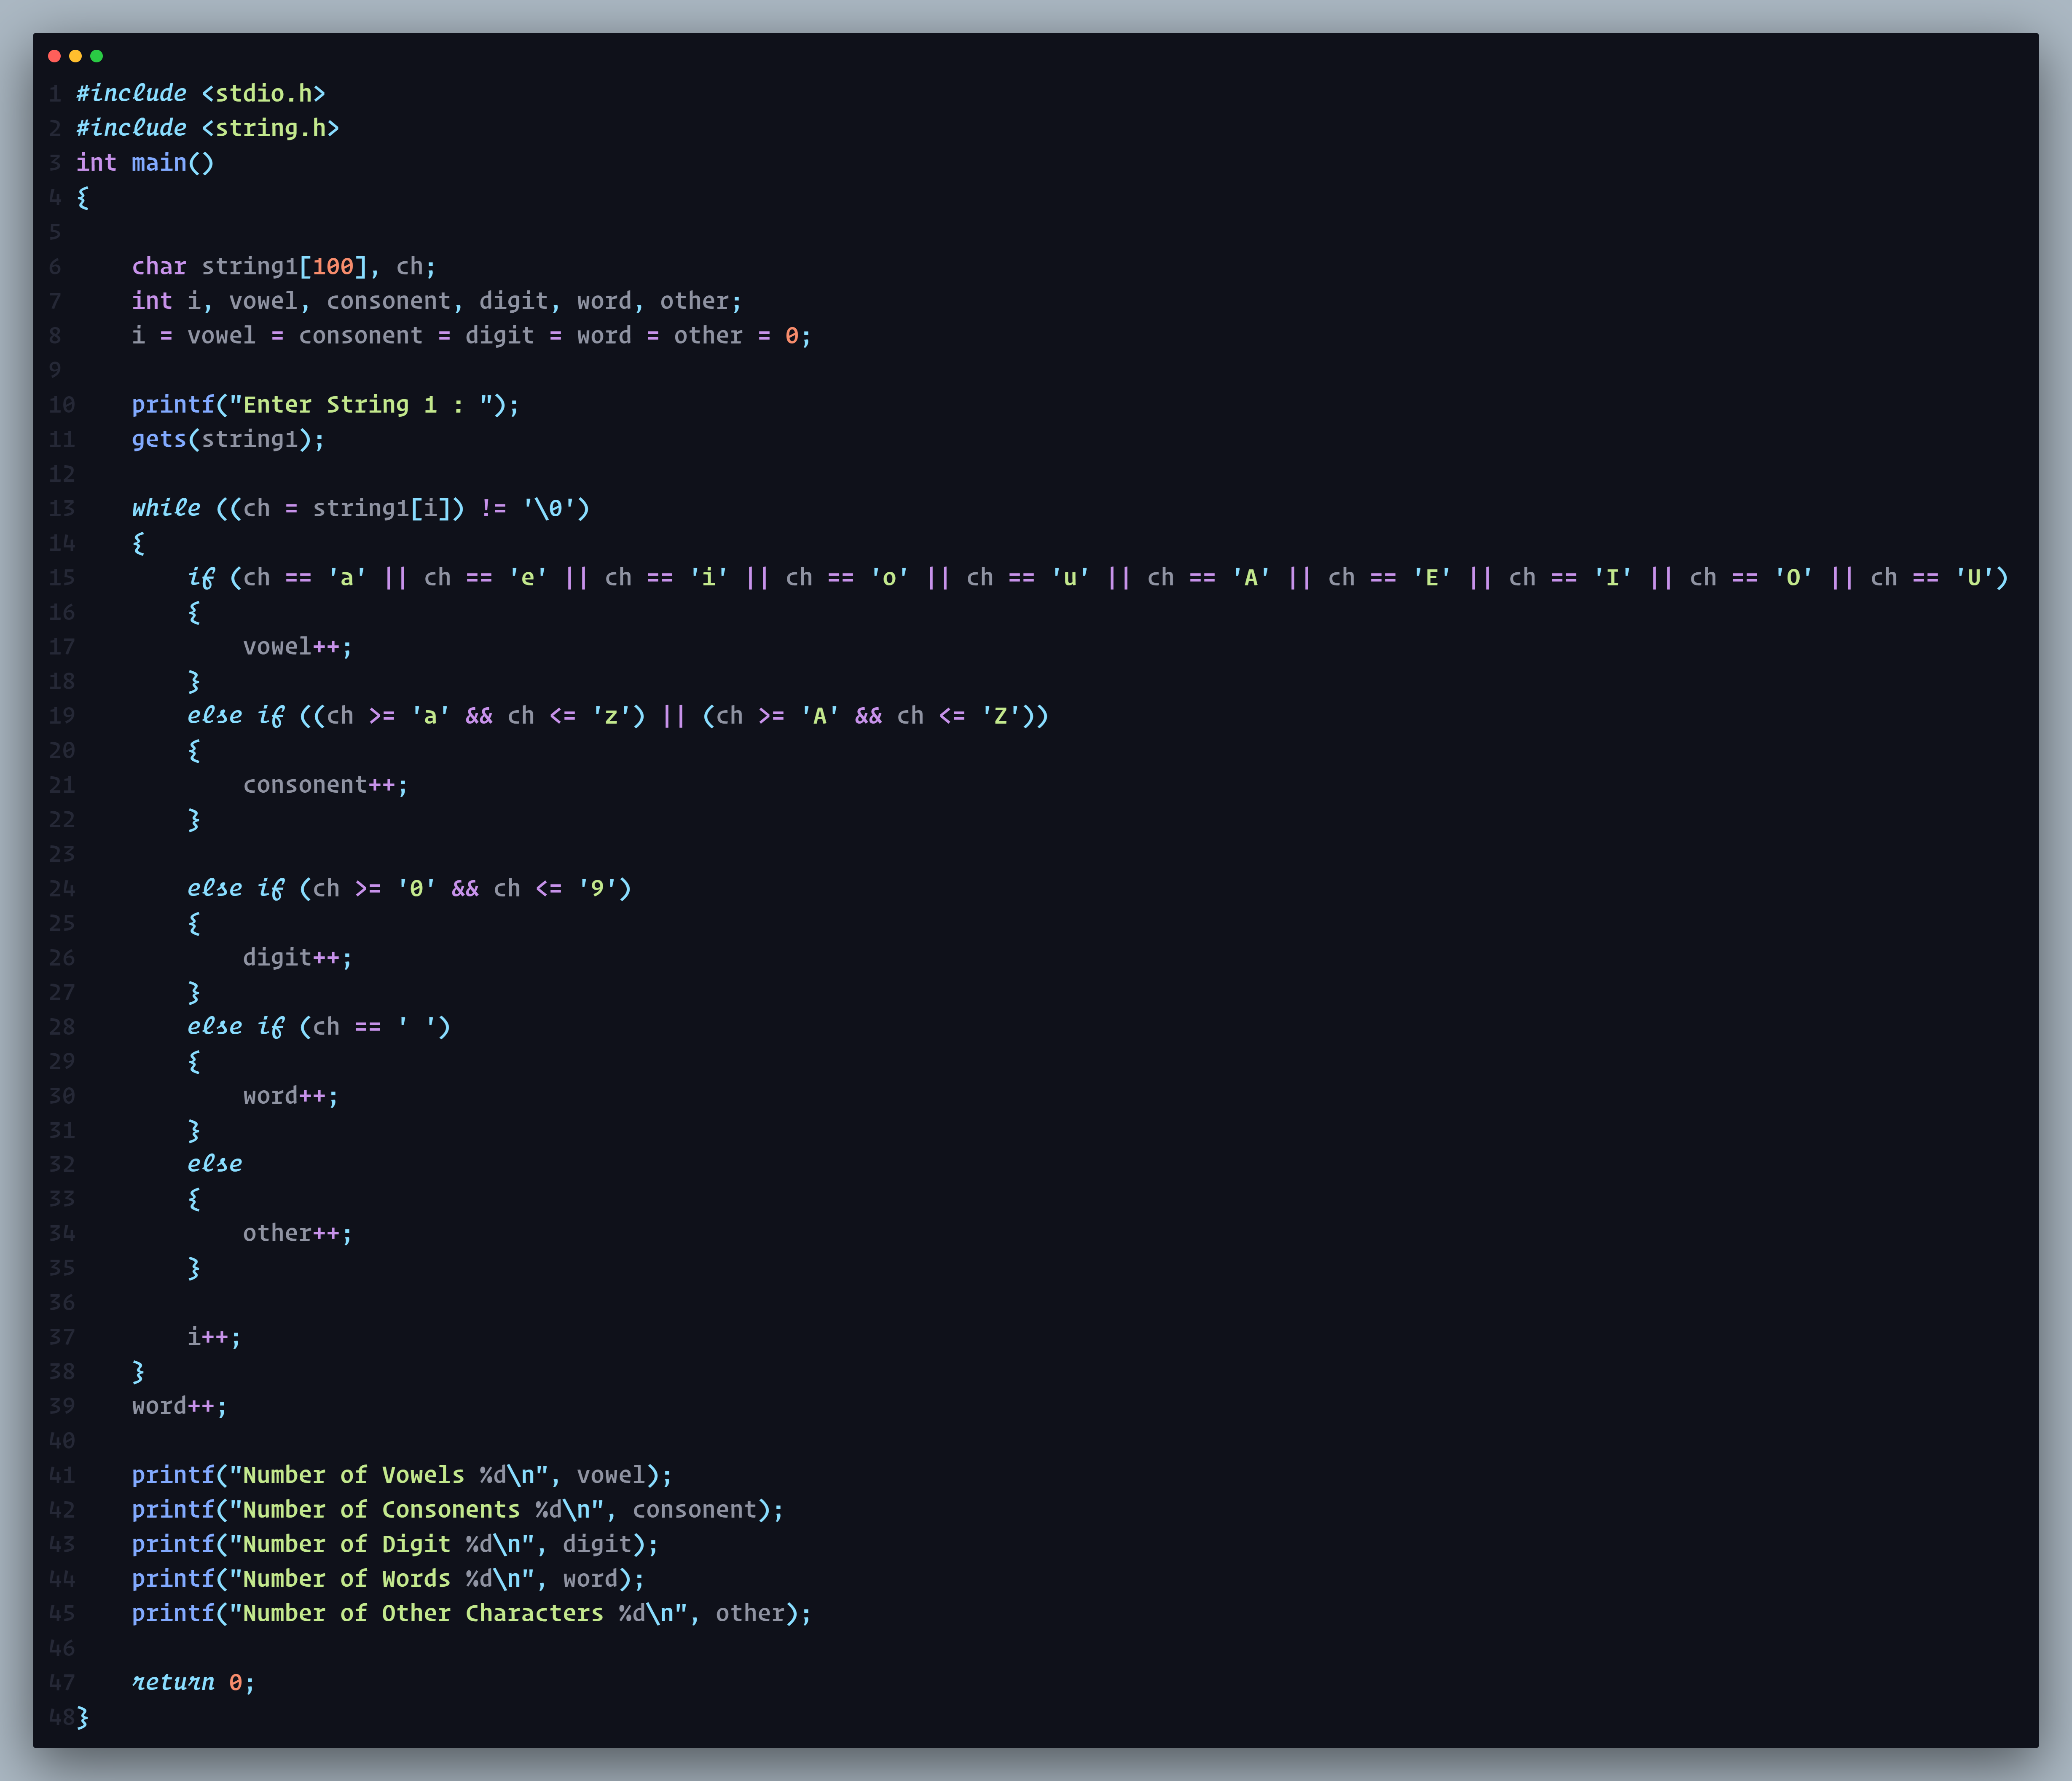 1 #include <stdio.h>
2 #include <string.h>
3 int main()
4 {
5
6     char string1[100], ch;
7     int i, vowel, consonent, digit, word, other;
8     i = vowel = consonent = digit = word = other = 0;
9
10     printf("Enter String 1 : ");
11     gets(string1);
12
13     while ((ch = string1[i]) != '\0')
14     {
15         if (ch == 'a' || ch == 'e' || ch == 'i' || ch == 'o' || ch == 'u' || ch == 'A' || ch == 'E' || ch == 'I' || ch == 'O' || ch == 'U')
16         {
17             vowel++;
18         }
19         else if ((ch >= 'a' && ch <= 'z') || (ch >= 'A' && ch <= 'Z'))
20         {
21             consonent++;
22         }
23
24         else if (ch >= '0' && ch <= '9')
25         {
26             digit++;
27         }
28         else if (ch == ' ')
29         {
30             word++;
31         }
32         else
33         {
34             other++;
35         }
36
37         i++;
38     }
39     word++;
40
41     printf("Number of Vowels %d\n", vowel);
42     printf("Number of Consonents %d\n", consonent);
43     printf("Number of Digit %d\n", digit);
44     printf("Number of Words %d\n", word);
45     printf("Number of Other Characters %d\n", other);
46
47     return 0;
48 }